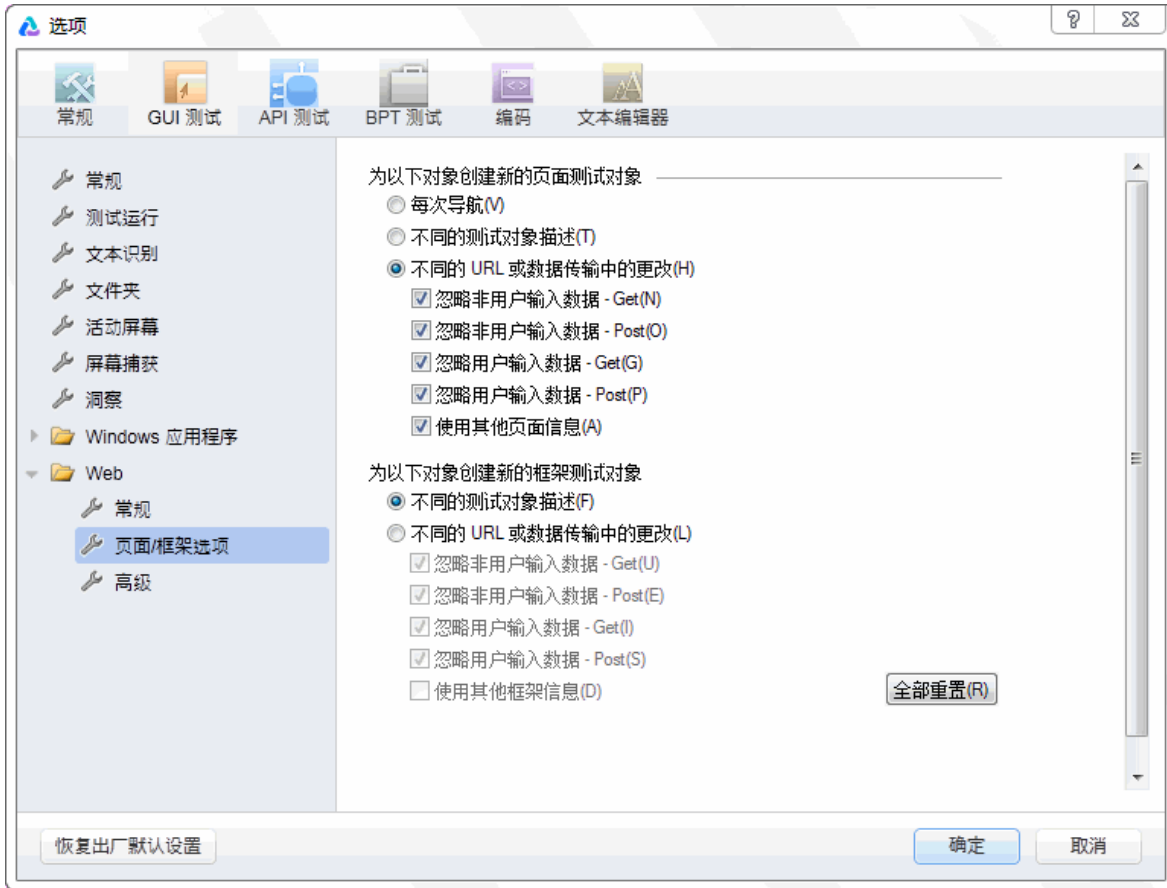 选项
常规
GUI 测试
API 测试
BPT 测试
编码
文本编辑器
常规
测试运行
文本识别
文件夹
活动屏幕
屏幕捕获
洞察
Windows 应用程序
Web
常规
页面/框架选项
高级
为以下对象创建新的页面测试对象
每次导航(V)
不同的测试对象描述(T)
不同的 URL 或数据传输中的更改(H)
忽略非用户输入数据 - Get(N)
忽略非用户输入数据 - Post(O)
忽略用户输入数据 - Get(G)
忽略用户输入数据 - Post(P)
使用其他页面信息(A)
为以下对象创建新的框架测试对象
不同的测试对象描述(F)
不同的 URL 或数据传输中的更改(L)
忽略非用户输入数据 - Get(U)
忽略非用户输入数据 - Post(E)
忽略用户输入数据 - Get(I)
忽略用户输入数据 - Post(S)
使用其他框架信息(D)
全部重置(R)
恢复出厂默认设置
确定
取消